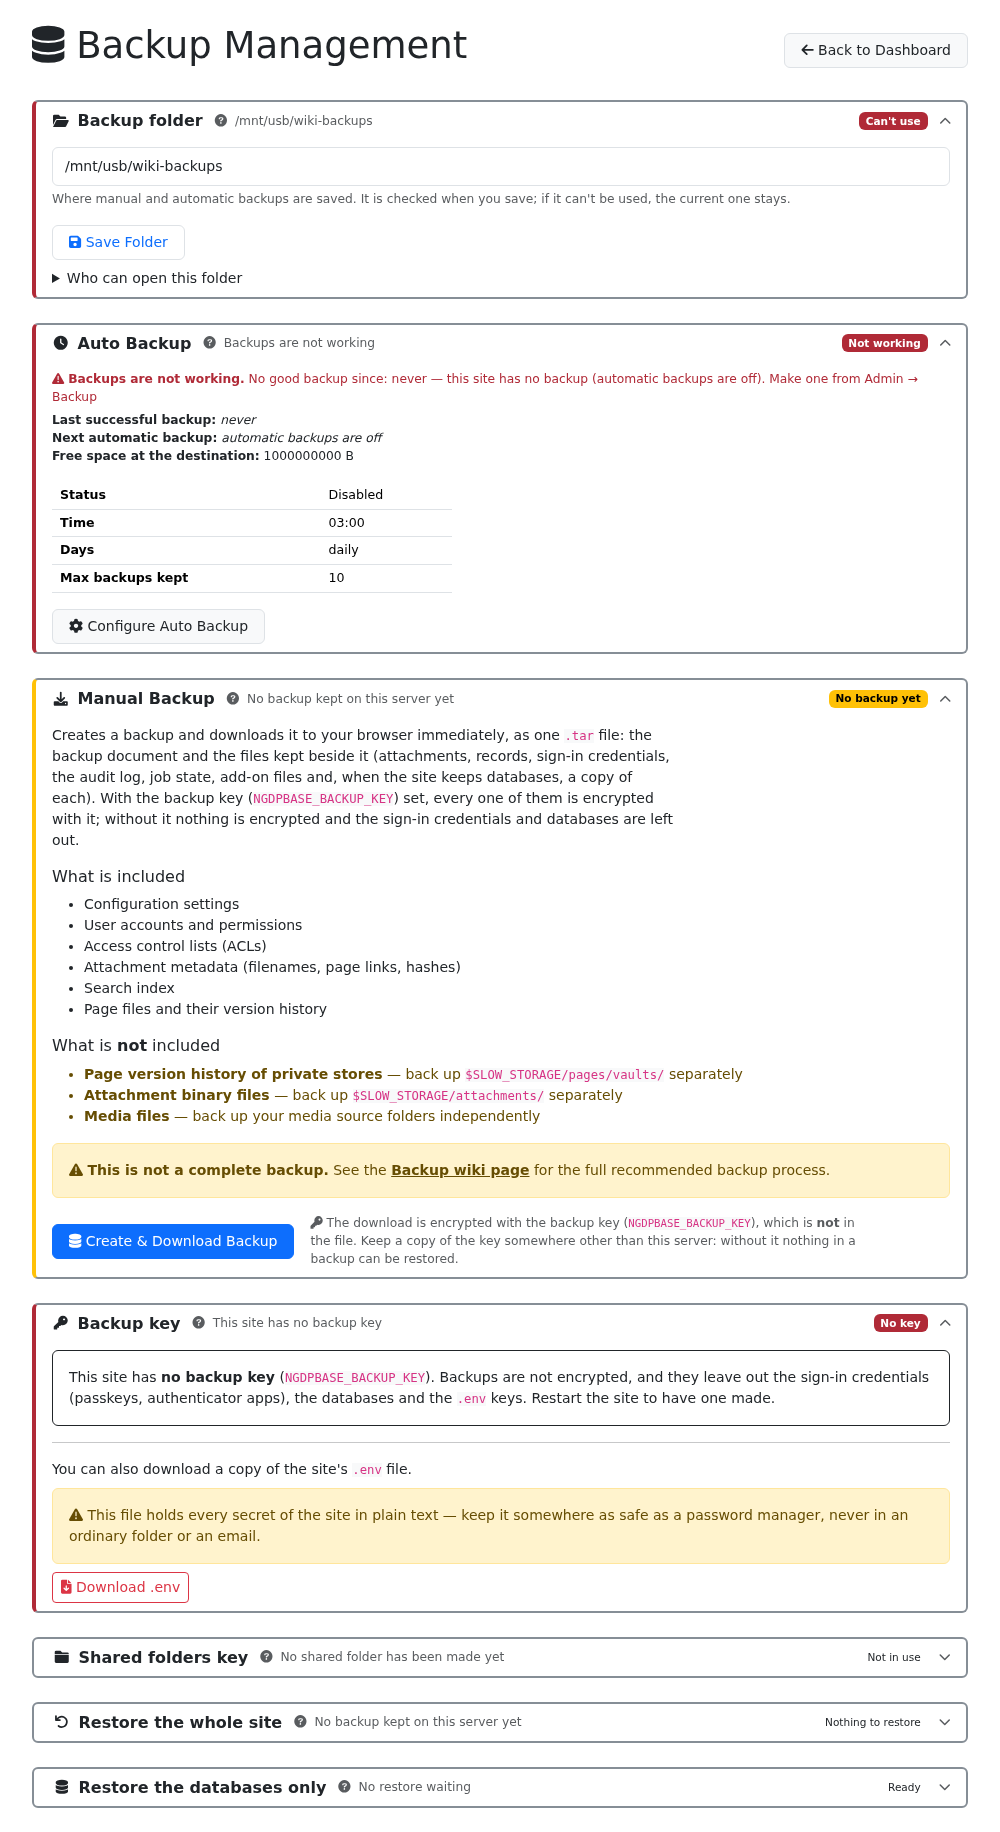 Backup Management
Back to Dashboard
Backup folder /mnt/usb/wiki-backups Can't use
/mnt/usb/wiki-backups
Where manual and automatic backups are saved. It is checked when you save; if it can't be used, the current one stays.
Save Folder
Who can open this folder
Auto Backup Backups are not working Not working
Backups are not working. No good backup since: never — this site has no backup (automatic backups are off). Make one from Admin →
Backup
Last successful backup: never
Next automatic backup: automatic backups are off
Free space at the destination: 1000000000 B
Status Disabled
Time 03:00
Days daily
Max backups kept 10
Configure Auto Backup
Manual Backup No backup kept on this server yet No backup yet
Creates a backup and downloads it to your browser immediately, as one .tar file: the
backup document and the files kept beside it (attachments, records, sign-in credentials,
the audit log, job state, add-on files and, when the site keeps databases, a copy of
each). With the backup key (NGDPBASE_BACKUP_KEY) set, every one of them is encrypted
with it; without it nothing is encrypted and the sign-in credentials and databases are left
out.
What is included
Configuration settings
User accounts and permissions
Access control lists (ACLs)
Attachment metadata (filenames, page links, hashes)
Search index
Page files and their version history
What is not included
Page version history of private stores — back up $SLOW_STORAGE/pages/vaults/ separately
Attachment binary files — back up $SLOW_STORAGE/attachments/ separately
Media files — back up your media source folders independently
This is not a complete backup. See the Backup wiki page for the full recommended backup process.
Create & Download Backup
The download is encrypted with the backup key (NGDPBASE_BACKUP_KEY), which is not in
the file. Keep a copy of the key somewhere other than this server: without it nothing in a
backup can be restored.
Backup key This site has no backup key No key
This site has no backup key (NGDPBASE_BACKUP_KEY). Backups are not encrypted, and they leave out the sign-in credentials
(passkeys, authenticator apps), the databases and the .env keys. Restart the site to have one made.
You can also download a copy of the site's .env file.
This file holds every secret of the site in plain text — keep it somewhere as safe as a password manager, never in an
ordinary folder or an email.
Download .env
Shared folders key No shared folder has been made yet Not in use
Restore the whole site No backup kept on this server yet Nothing to restore
Restore the databases only No restore waiting Ready